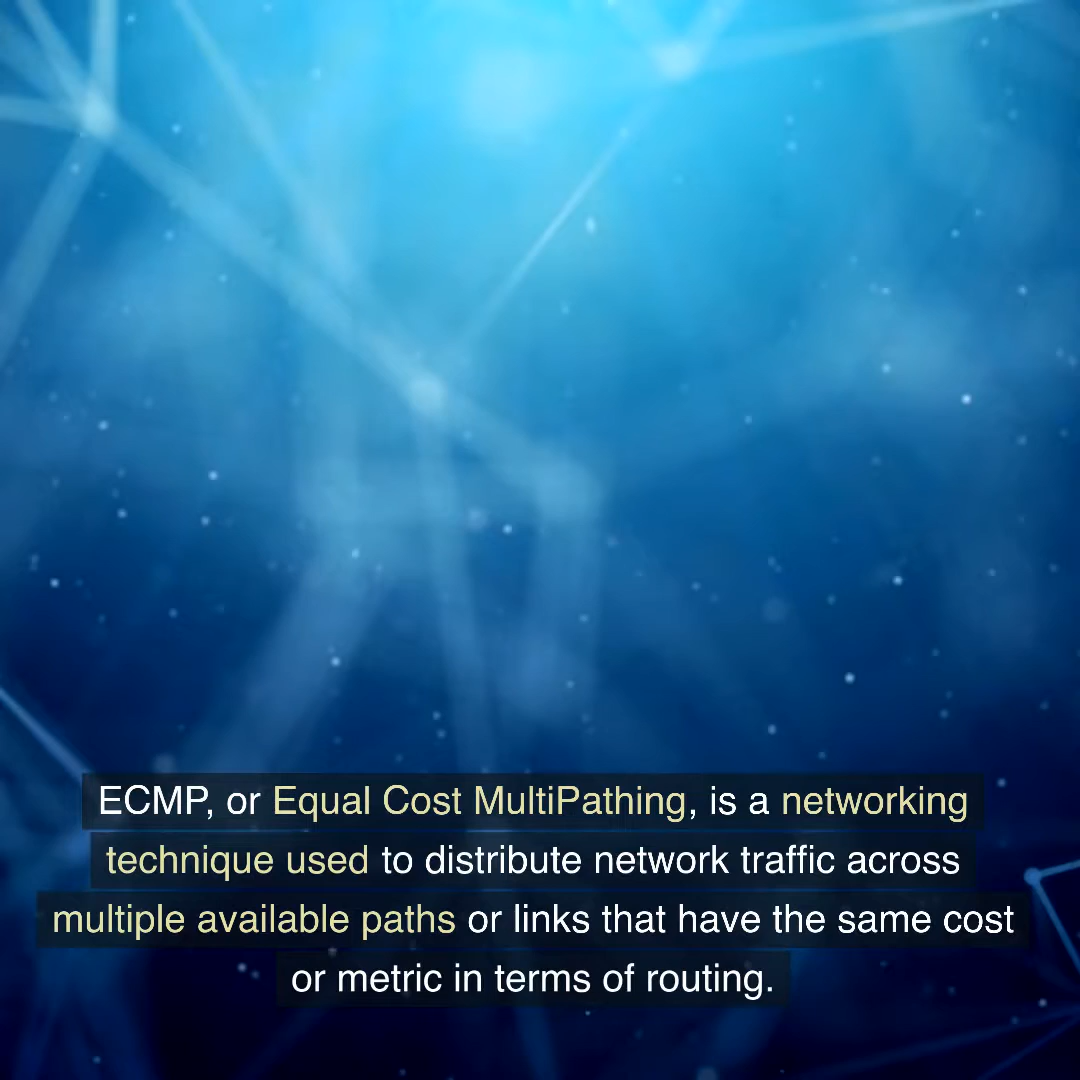 ECMP, or Equal Cost MultiPathing, is a networking
technique used to distribute network traffic across
multiple available paths or links that have the same cost
or metric in terms of routing.